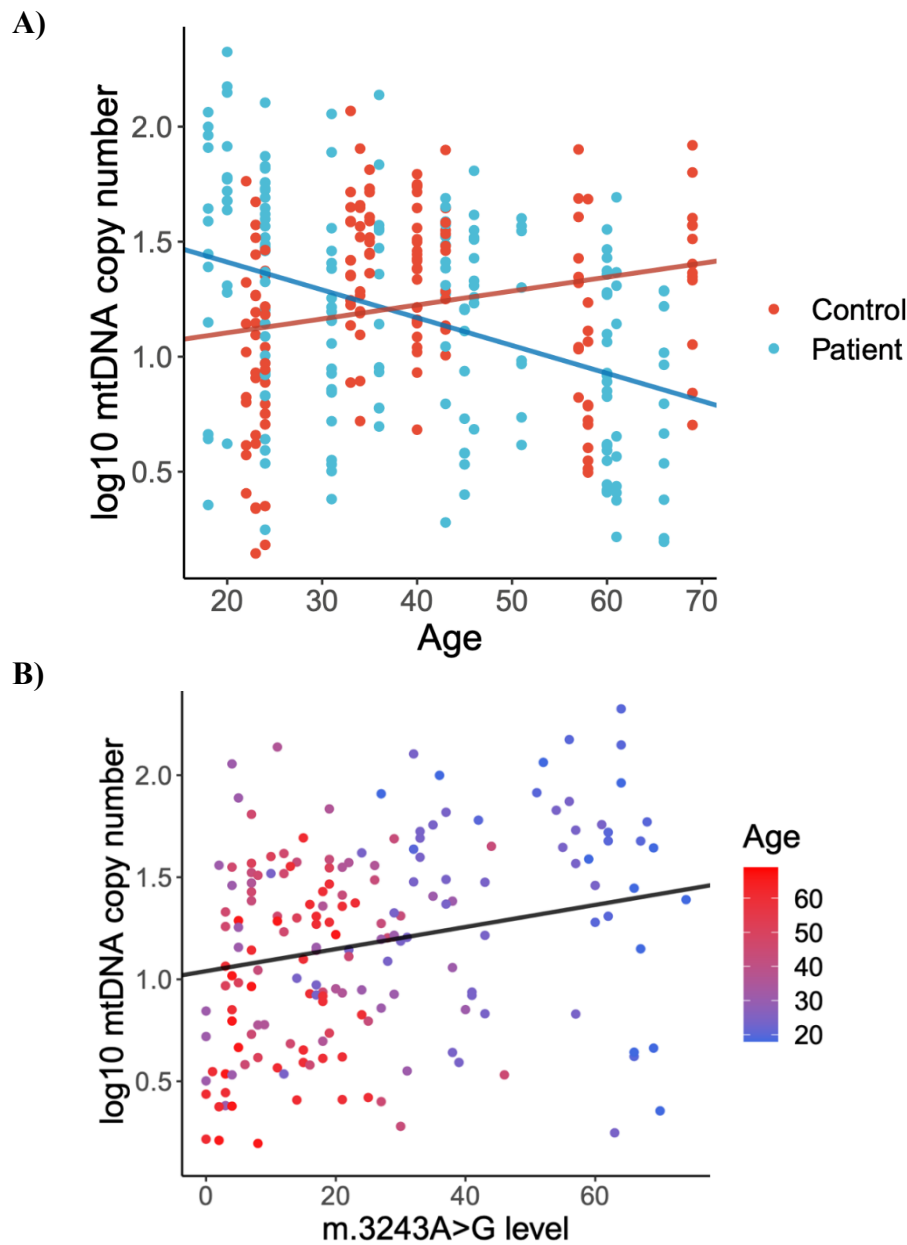 A)
log10 mtDNA copy number
2.0
1.5
1.0
0.5
20 30 40 50 60 70
Age
Control
Patient
B)
log10 mtDNA copy number
2.0
1.5
1.0
0.5
0 20 40 60
m.3243A>G level
Age
60
50
40
30
20